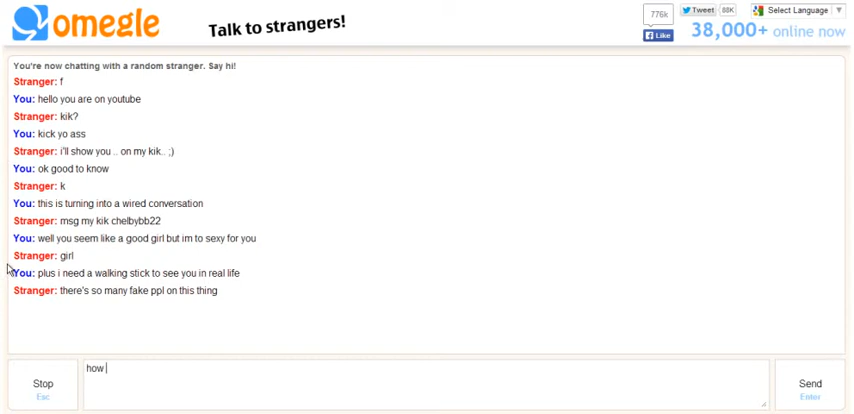 omegle
Talk to strangers!
776k
Like
Tweet
88K
Select Language
38,000+ online now
You're now chatting with a random stranger. Say hi!
Stranger: f
You: hello you are on youtube
Stranger: kik?
You: kick yo ass
Stranger: i'll show you .. on my kik.. ;)
You: ok good to know
Stranger: k
You: this is turning into a wired conversation
Stranger: msg my kik chelbybb22
You: well you seem like a good girl but im to sexy for you
Stranger: girl
You: plus i need a walking stick to see you in real life
Stranger: there's so many fake ppl on this thing
how
Stop
Esc
Send
Enter